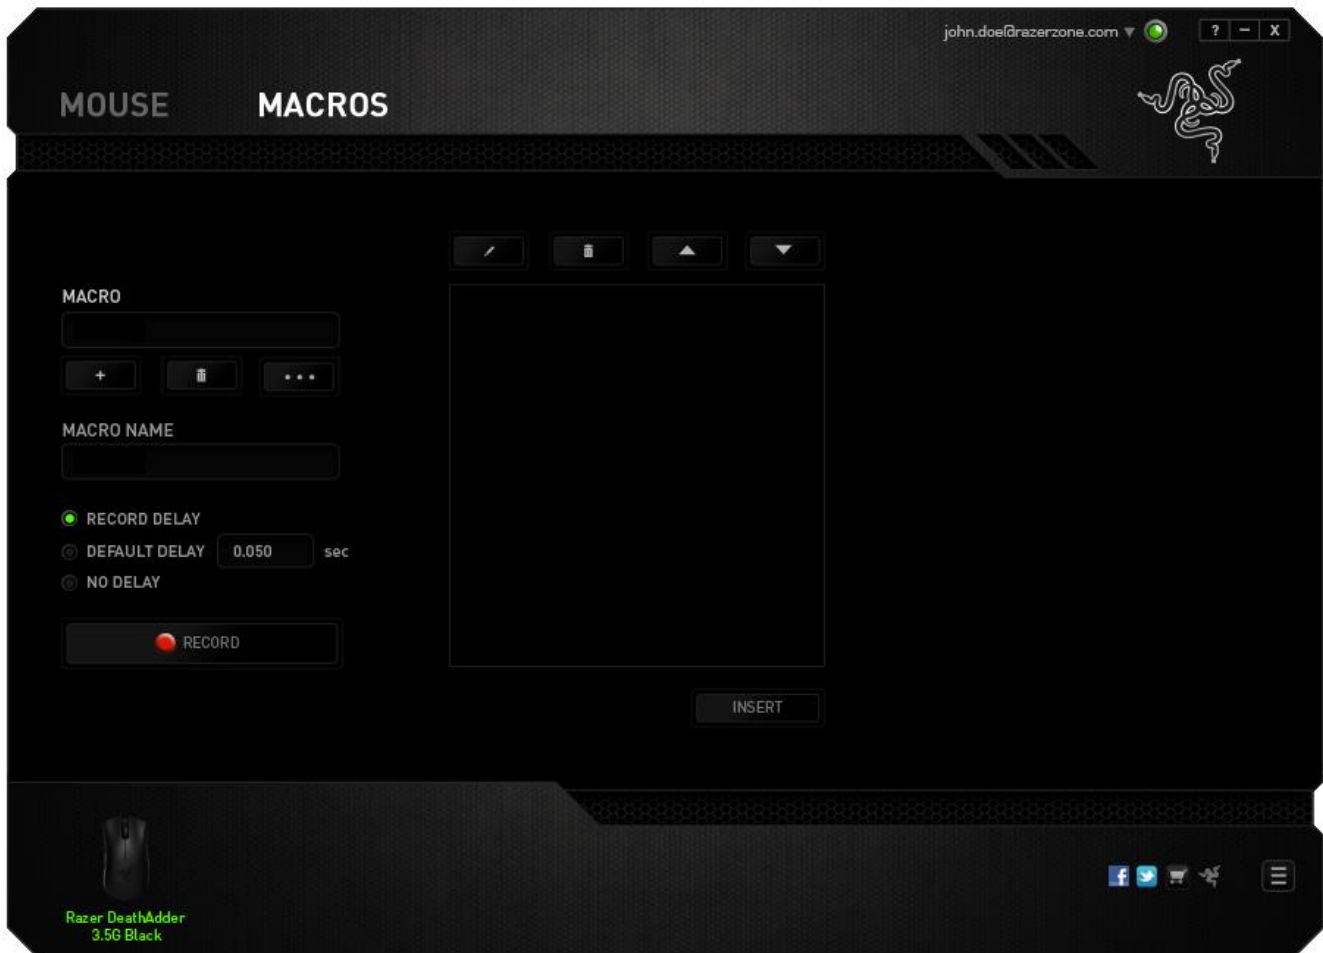 john.doe@razerzone.com
? – X
MOUSE MACROS
MACRO
+
MACRO NAME
RECORD DELAY
DEFAULT DELAY 0.050 sec
NO DELAY
RECORD
INSERT
Razer DeathAdder
3.5G Black